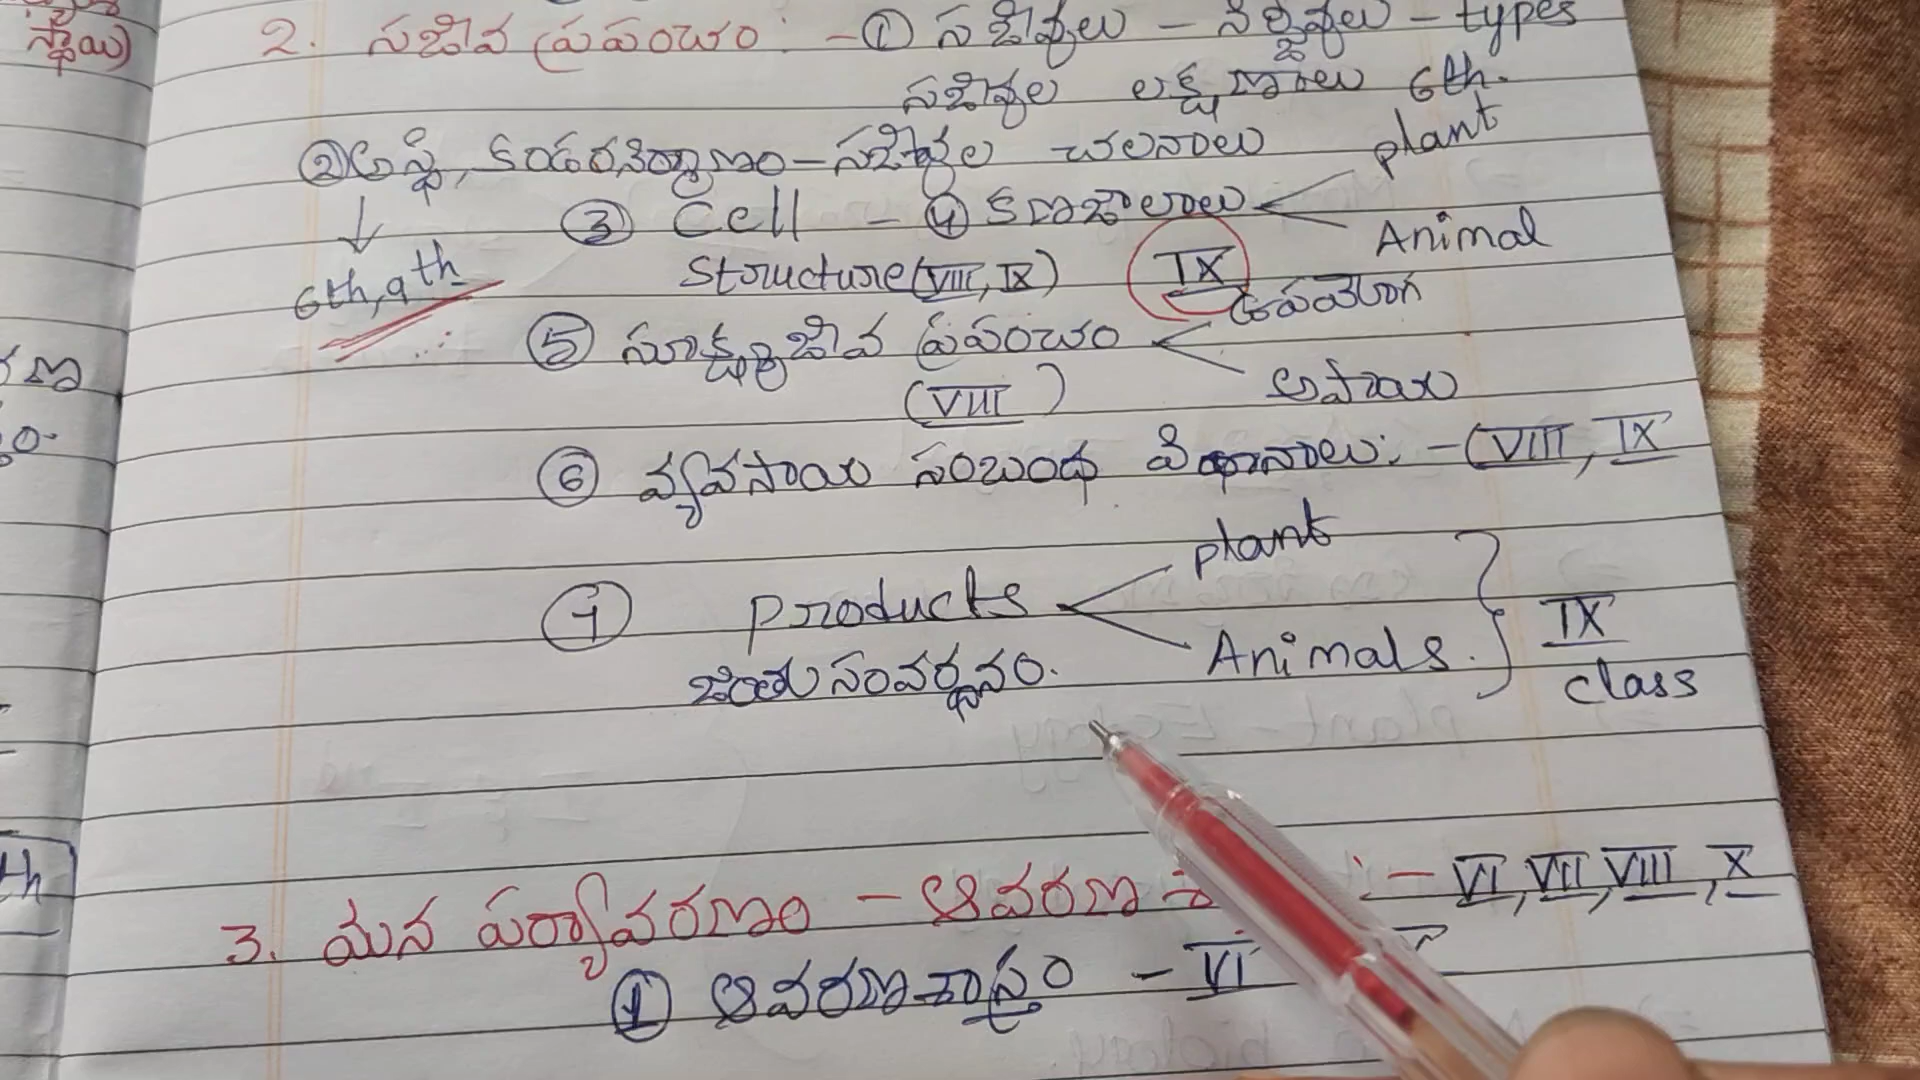 2. సజీవ ప్రపంచం : - ① సజీవులు - నిర్జీవులు - types
సజీవుల లక్షణాలు 6th.
② అస్థి, కండర నిర్మాణం - సజీవుల చలనాలు
6th, 9th
③ Cell - ④ కణజాలాలు
plant
Animal
Structure (VIII, IX)
IX
⑤ సూక్ష్మజీవ ప్రపంచం
(VIII)
ఉపయోగ
అపాయ
⑥ వ్యవసాయ సంబంధ విధానాలు: - (VIII, IX
⑦ products
plant
Animals.
జంతు సంవర్ధనం.
IX
class
3. మన పర్యావరణం - ఆవరణ : - VI, VII, VIII, X
① ఆవరణ శాస్త్రం - VI